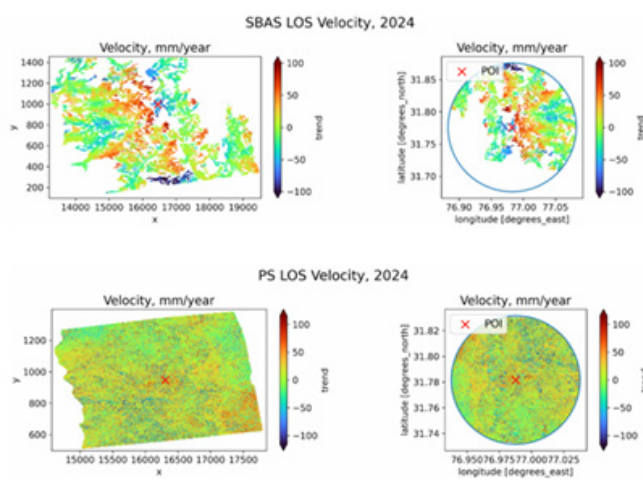 SBAS LOS Velocity, 2024
Velocity, mm/year
1400
1200
1000
800
600
400
200
y
14000 15000 16000 17000 18000 19000
x
100
50
0
−50
−100
trend
Velocity, mm/year
POI
31.85
31.80
31.75
31.70
latitude [degrees_north]
76.90 76.95 77.00 77.05
longitude [degrees_east]
100
50
0
−50
−100
trend
PS LOS Velocity, 2024
Velocity, mm/year
1200
1000
800
600
y
15000 15500 16000 16500 17000 17500
x
100
50
0
−50
−100
trend
Velocity, mm/year
POI
31.82
31.80
31.78
31.76
31.74
latitude [degrees_north]
76.950 76.975 77.000 77.025
longitude [degrees_east]
100
50
0
−50
−100
trend